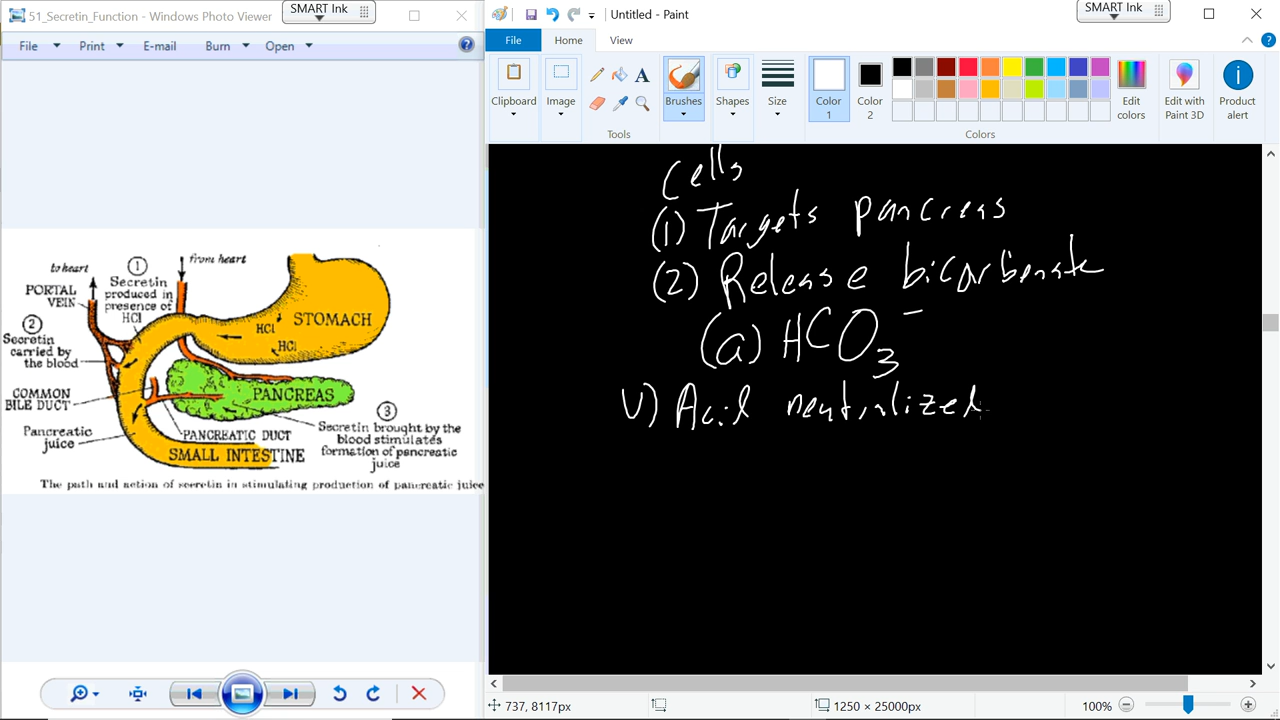 51_Secretin_Function - Windows Photo Viewer
SMART Ink
File Print E-mail Burn Open
to heart
from heart
1
Secretin
produced in
presence of
HCl
PORTAL
VEIN
STOMACH
HCl
HCl
2
Secretin
carried by
the blood
COMMON
BILE DUCT
PANCREAS
3
Pancreatic
juice
PANCREATIC DUCT
Secretin brought by the
blood stimulates
formation of pancreatic
juice
SMALL INTESTINE
The path and action of secretin in stimulating production of pancreatic juice
Untitled - Paint
SMART Ink
File Home View
Clipboard
Image
A
Tools
Brushes
Shapes
Size
Color
1
Color
2
Edit
colors
Colors
Edit with
Paint 3D
Product
alert
Cells
(1) Targets pancreas
(2) Release bicarbonate
(a) HCO3-
V) Acid neutralized
737, 8117px
1250 × 25000px
100%